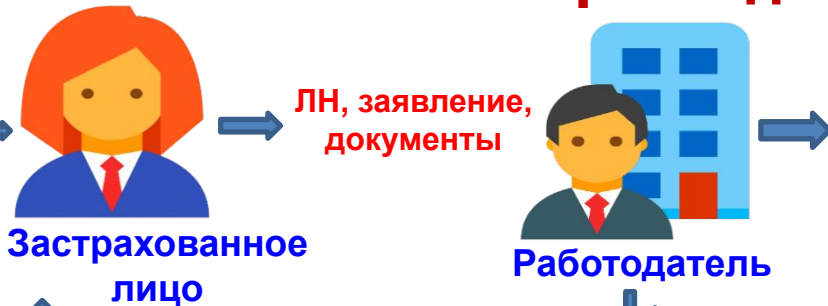 ЛН, заявление,
документы
Застрахованное
лицо
Работодатель